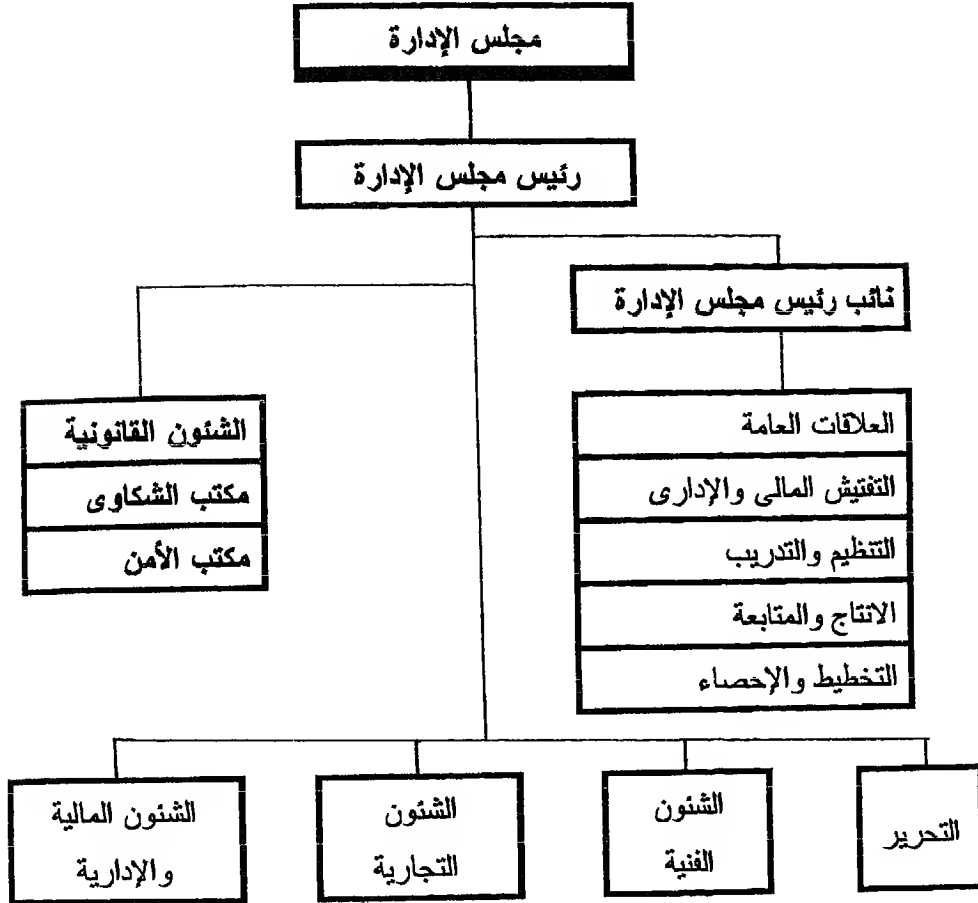 مجلس الإدارة
رئيس مجلس الإدارة
نائب رئيس مجلس الإدارة
العلاقات العامة
التفتيش المالى والإدارى
التنظيم والتدريب
الانتاج والمتابعة
التخطيط والإحصاء
الشئون القانونية
مكتب الشكاوى
مكتب الأمن
التحرير
الشئون
الفنية
الشئون
التجارية
الشئون المالية
والإدارية